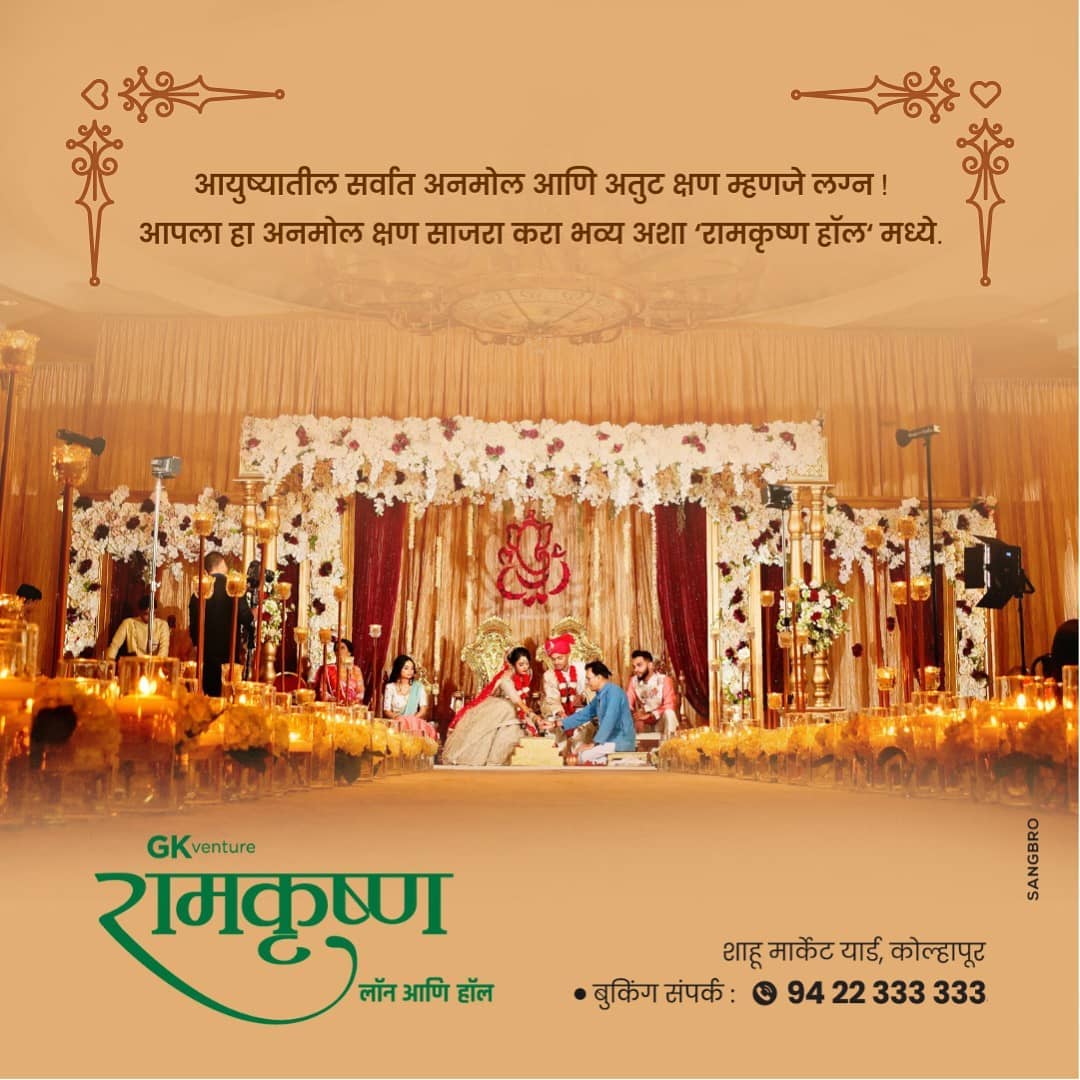 आयुष्यातील सर्वात अनमोल आणि अतुट क्षण म्हणजे लग्न !
आपला हा अनमोल क्षण साजरा करा भव्य अशा ‘रामकृष्ण हॉल‘ मध्ये.
GK venture
रामकृष्ण
लॉन आणि हॉल
SANGBRO
शाहू मार्केट यार्ड, कोल्हापूर
• बुकिंग संपर्क : 94 22 333 333